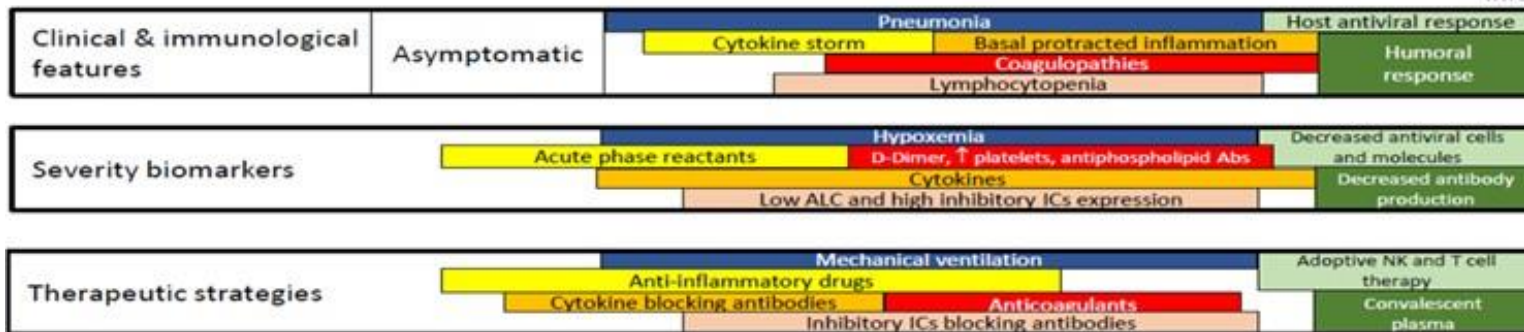 Clinical & immunological
features
Asymptomatic
Pneumonia
Host antiviral response
Cytokine storm
Basal protracted inflammation
Humoral
response
Coagulopathies
Lymphocytopenia
Severity biomarkers
Hypoxemia
Decreased antiviral cells
and molecules
Acute phase reactants
D-Dimer, ↑ platelets, antiphospholipid Abs
Cytokines
Decreased antibody
production
Low ALC and high inhibitory ICs expression
Therapeutic strategies
Mechanical ventilation
Adoptive NK and T cell
therapy
Anti-inflammatory drugs
Cytokine blocking antibodies
Anticoagulants
Convalescent
plasma
Inhibitory ICs blocking antibodies